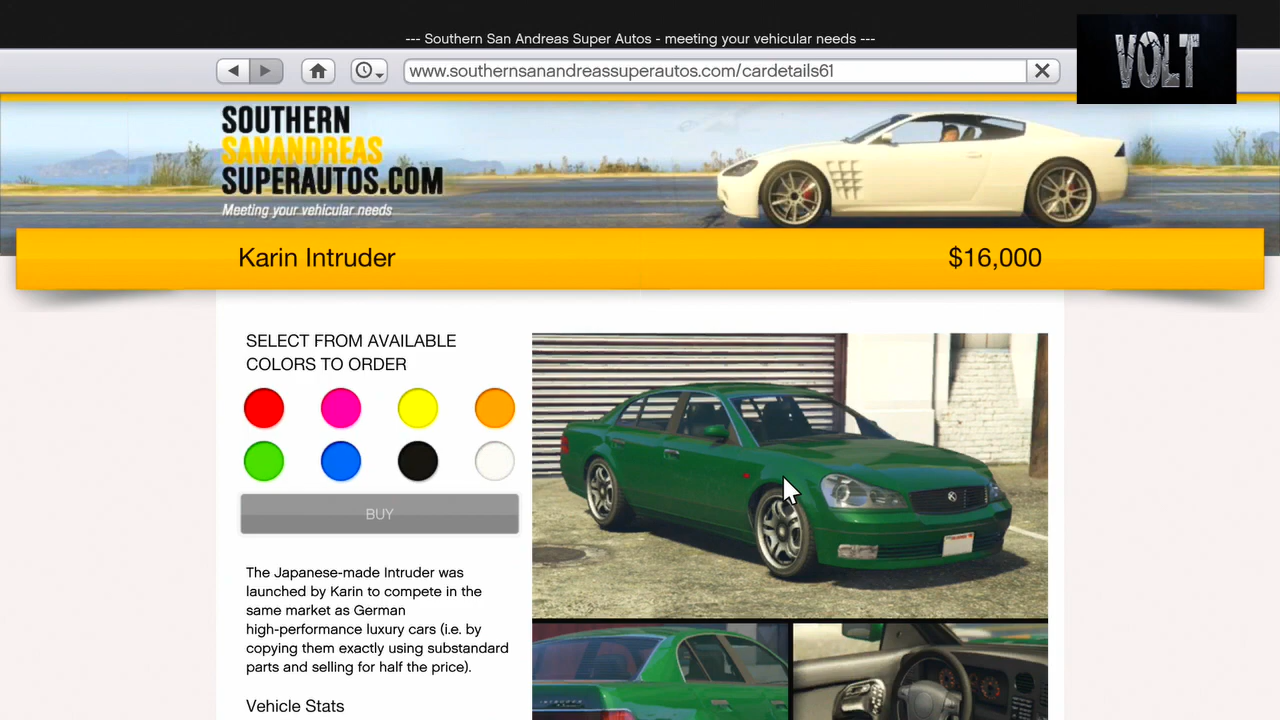 --- Southern San Andreas Super Autos - meeting your vehicular needs ---
VOLT
www.southernsanandreassuperautos.com/cardetails61
SOUTHERN
SANANDREAS
SUPERAUTOS.COM
Meeting your vehicular needs
Karin Intruder
$16,000
SELECT FROM AVAILABLE
COLORS TO ORDER
BUY
The Japanese-made Intruder was
launched by Karin to compete in the
same market as German
high-performance luxury cars (i.e. by
copying them exactly using substandard
parts and selling for half the price).
Vehicle Stats